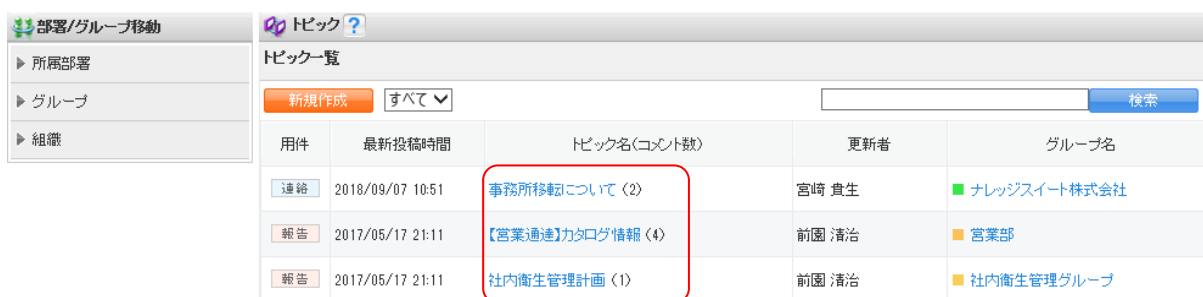 部署/グループ移動
▶ 所属部署
▶ グループ
▶ 組織
トピック ?
トピック一覧
新規作成 すべて 検索
用件 最新投稿時間 トピック名(コメント数) 更新者 グループ名
連絡 2018/09/07 10:51 事務所移転について (2) 宮崎 貴生 ナレッジスイート株式会社
報告 2017/05/17 21:11 【営業通達】カタログ情報 (4) 前園 清治 営業部
報告 2017/05/17 21:11 社内衛生管理計画 (1) 前園 清治 社内衛生管理グループ